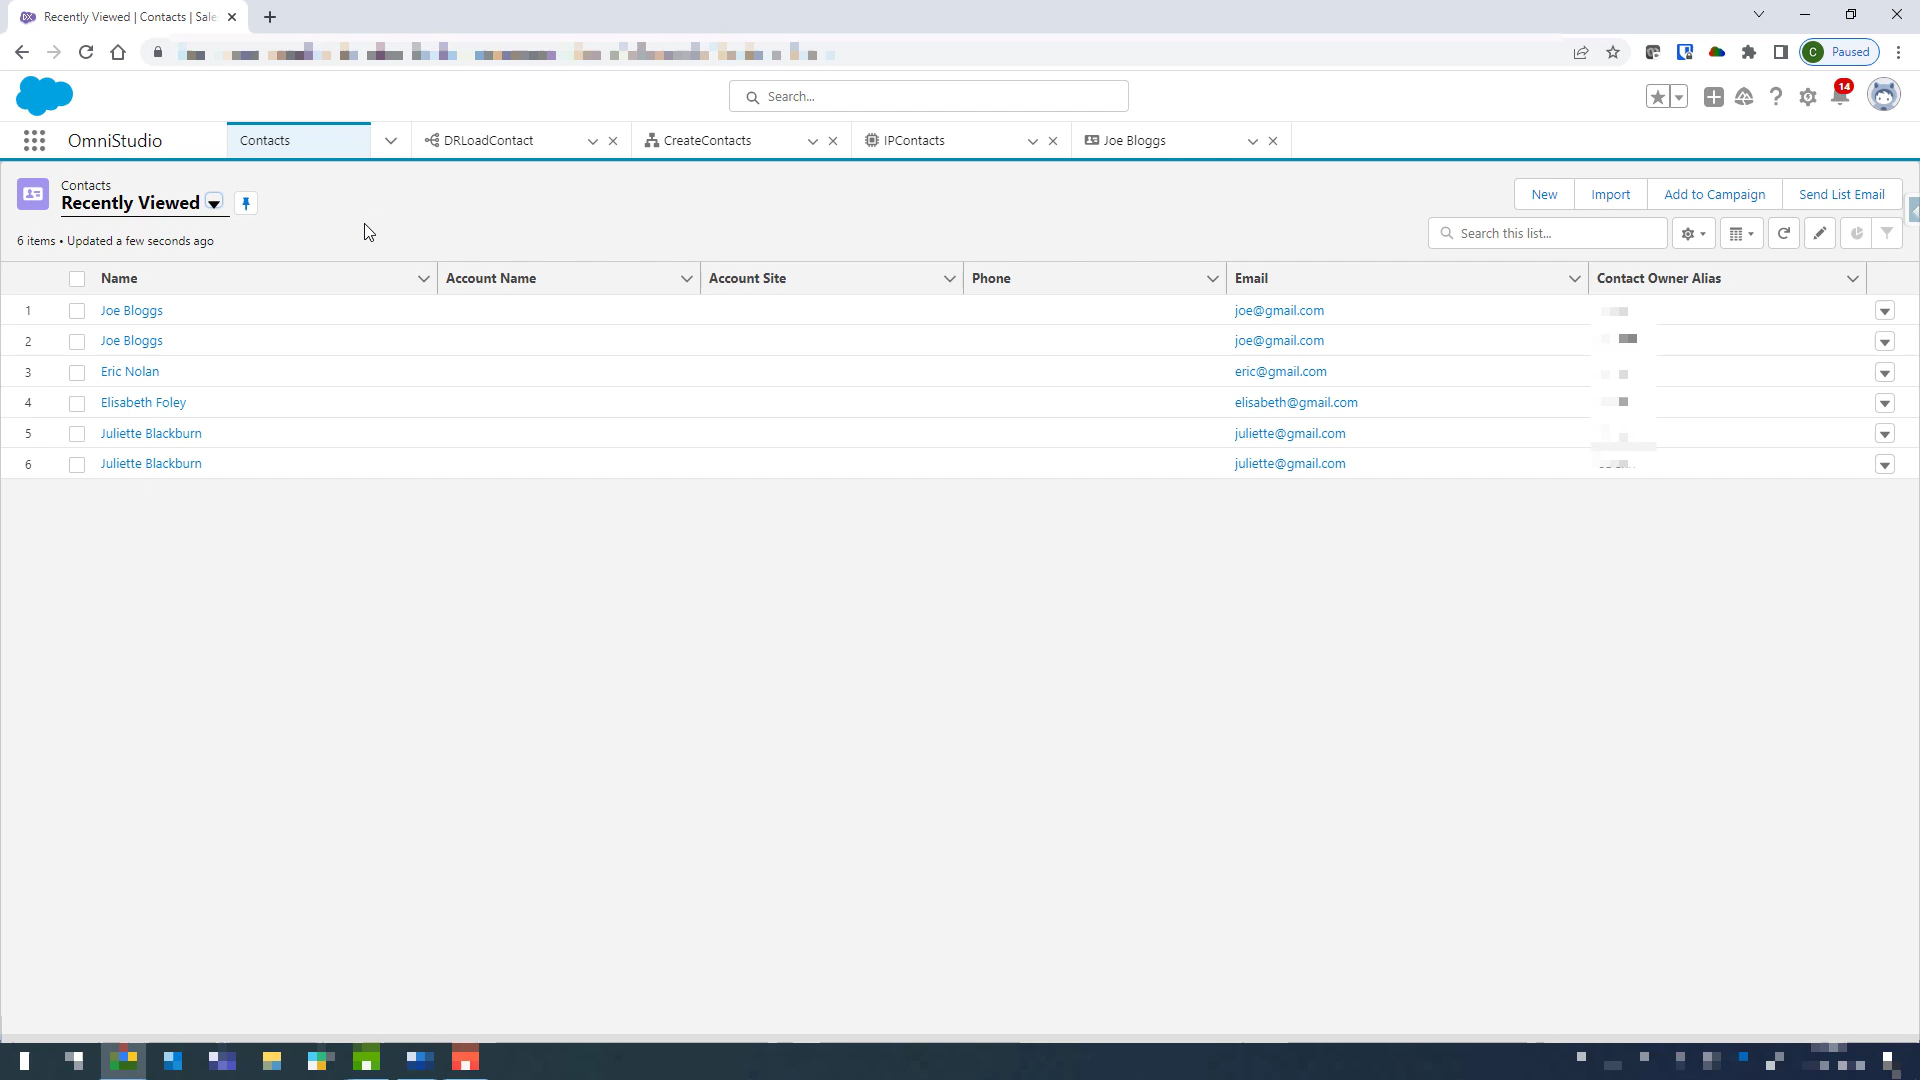 Recently Viewed | Contacts | Sale
C Paused
Search...
14
OmniStudio
Contacts
DRLoadContact
CreateContacts
IPContacts
Joe Bloggs
Contacts
Recently Viewed
New
Import
Add to Campaign
Send List Email
6 items • Updated a few seconds ago
Search this list...
Name Account Name Account Site Phone Email Contact Owner Alias
1 Joe Bloggs joe@gmail.com
2 Joe Bloggs joe@gmail.com
3 Eric Nolan eric@gmail.com
4 Elisabeth Foley elisabeth@gmail.com
5 Juliette Blackburn juliette@gmail.com
6 Juliette Blackburn juliette@gmail.com